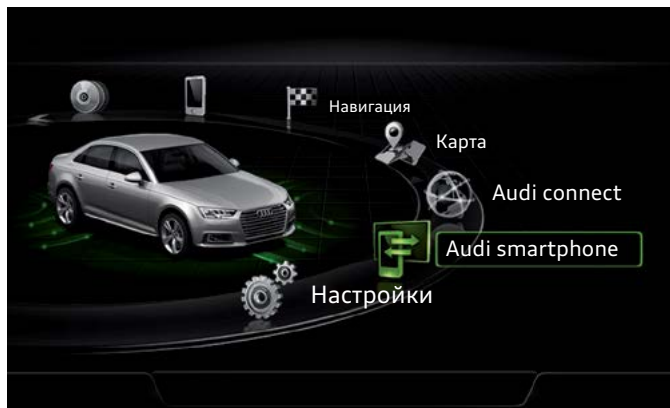 Навигация
Карта
Audi connect
Audi smartphone
Настройки